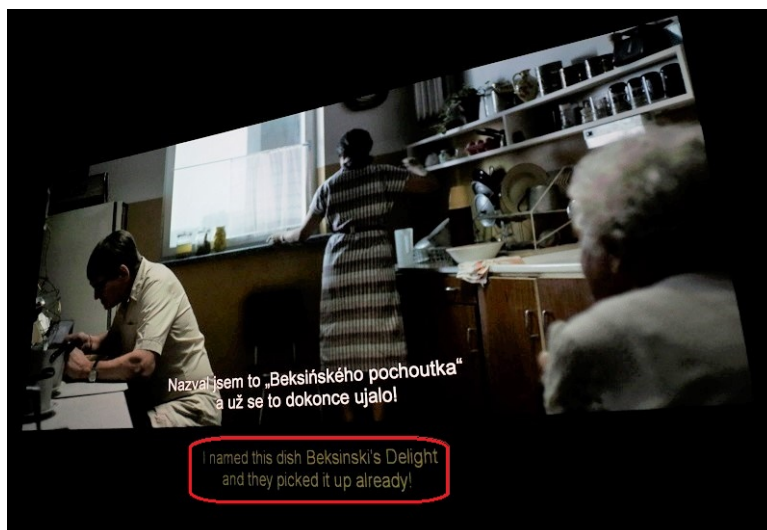 Nazval jsem to „Beksińského pochoutka“
a už se to dokonce ujalo!
I named this dish Beksinski's Delight
and they picked it up already!